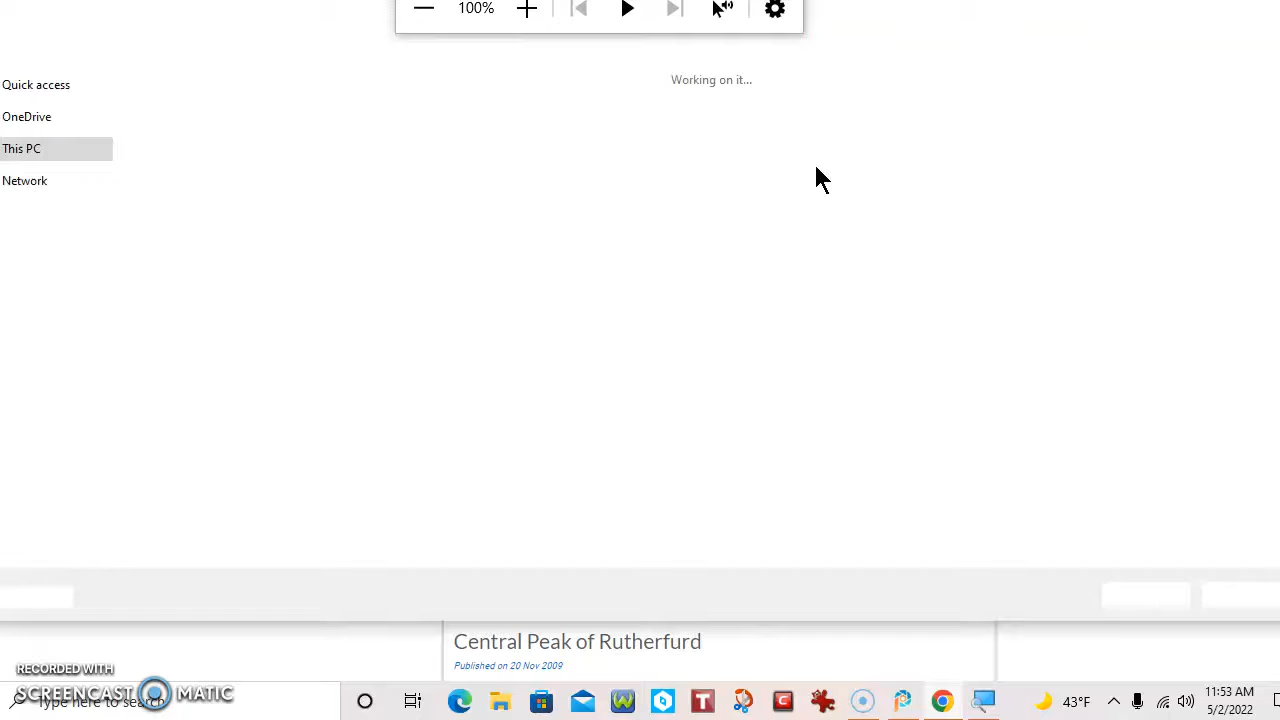 100%
Working on it...
Quick access
OneDrive
This PC
Network
Central Peak of Rutherfurd
Published on 20 Nov 2009
RECORDED WITH
SCREENCAST MATIC
Type here to search
43°F
11:53
5/2/2022